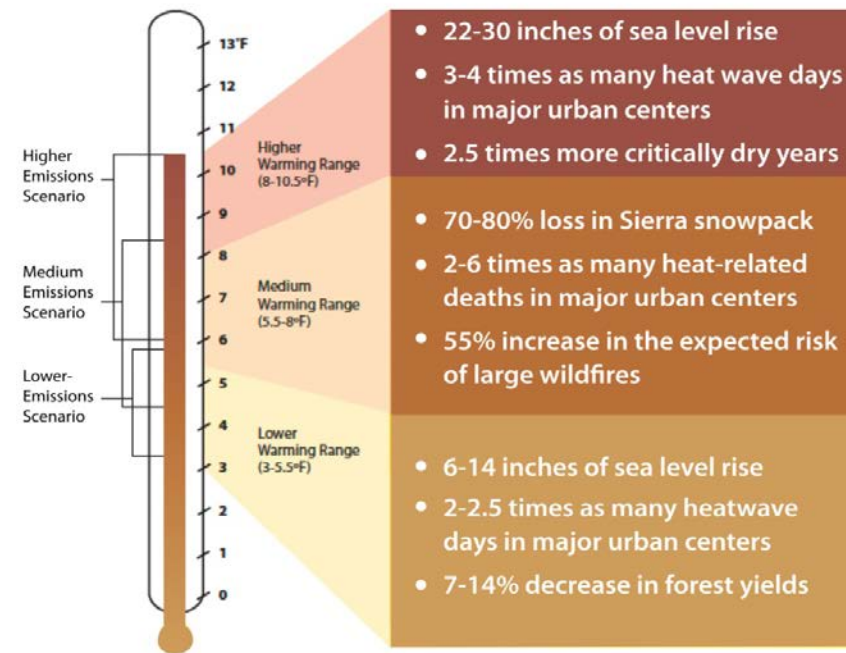 Higher
Emissions
Scenario
Medium
Emissions
Scenario
Lower-
Emissions
Scenario
13°F
12
11
10
9
8
7
6
5
4
3
2
1
0
Higher
Warming Range
(8-10.5ºF)
Medium
Warming Range
(5.5-8ºF)
Lower
Warming Range
(3-5.5ºF)
• 22-30 inches of sea level rise
• 3-4 times as many heat wave days
in major urban centers
• 2.5 times more critically dry years
• 70-80% loss in Sierra snowpack
• 2-6 times as many heat-related
deaths in major urban centers
• 55% increase in the expected risk
of large wildfires
• 6-14 inches of sea level rise
• 2-2.5 times as many heatwave
days in major urban centers
• 7-14% decrease in forest yields